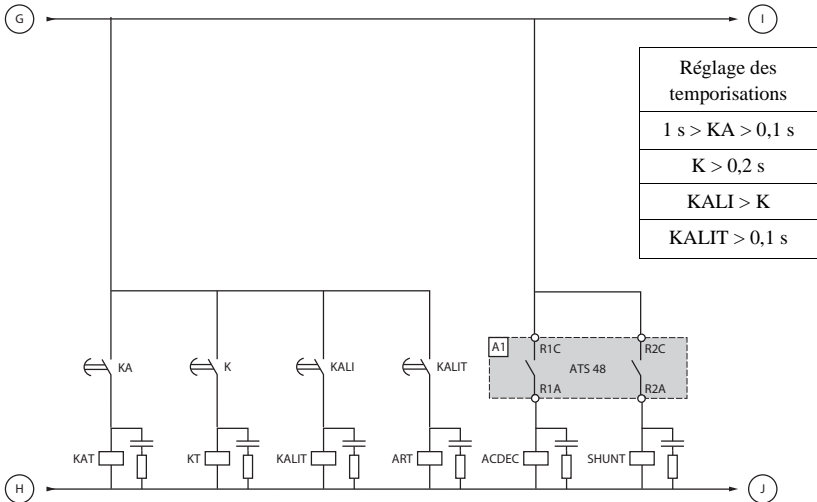 G
I
Réglage des
temporisations
1 s > KA > 0,1 s
K > 0,2 s
KALI > K
KALIT > 0,1 s
A1
R1C
R2C
KA
K
KALI
KALIT
ATS 48
R1A
R2A
KAT
KT
KALIT
ART
ACDEC
SHUNT
H
J